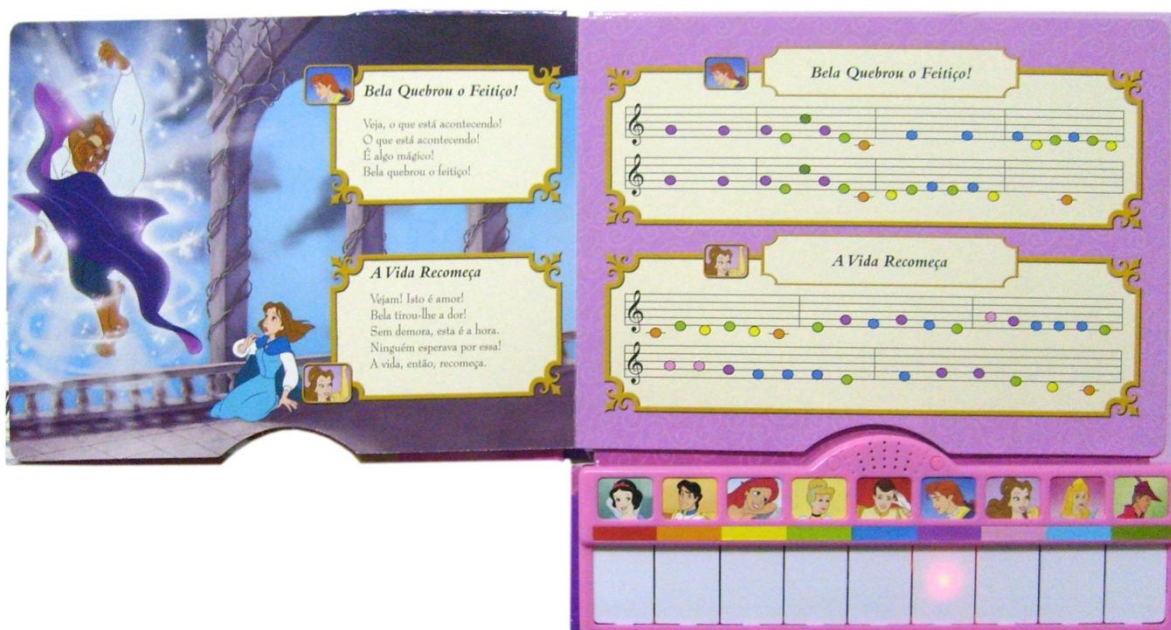 Bela Quebrou o Feitiço!
Veja, o que está acontecendo!
O que está acontecendo!
É algo mágico!
Bela quebrou o feitiço!
A Vida Recomeça
Vejam! Isto é amor!
Bela tirou-lhe a dor!
Sem demora, esta é a hora.
Ninguém esperava por essa!
A vida, então, recomeça.
Bela Quebrou o Feitiço!
A Vida Recomeça